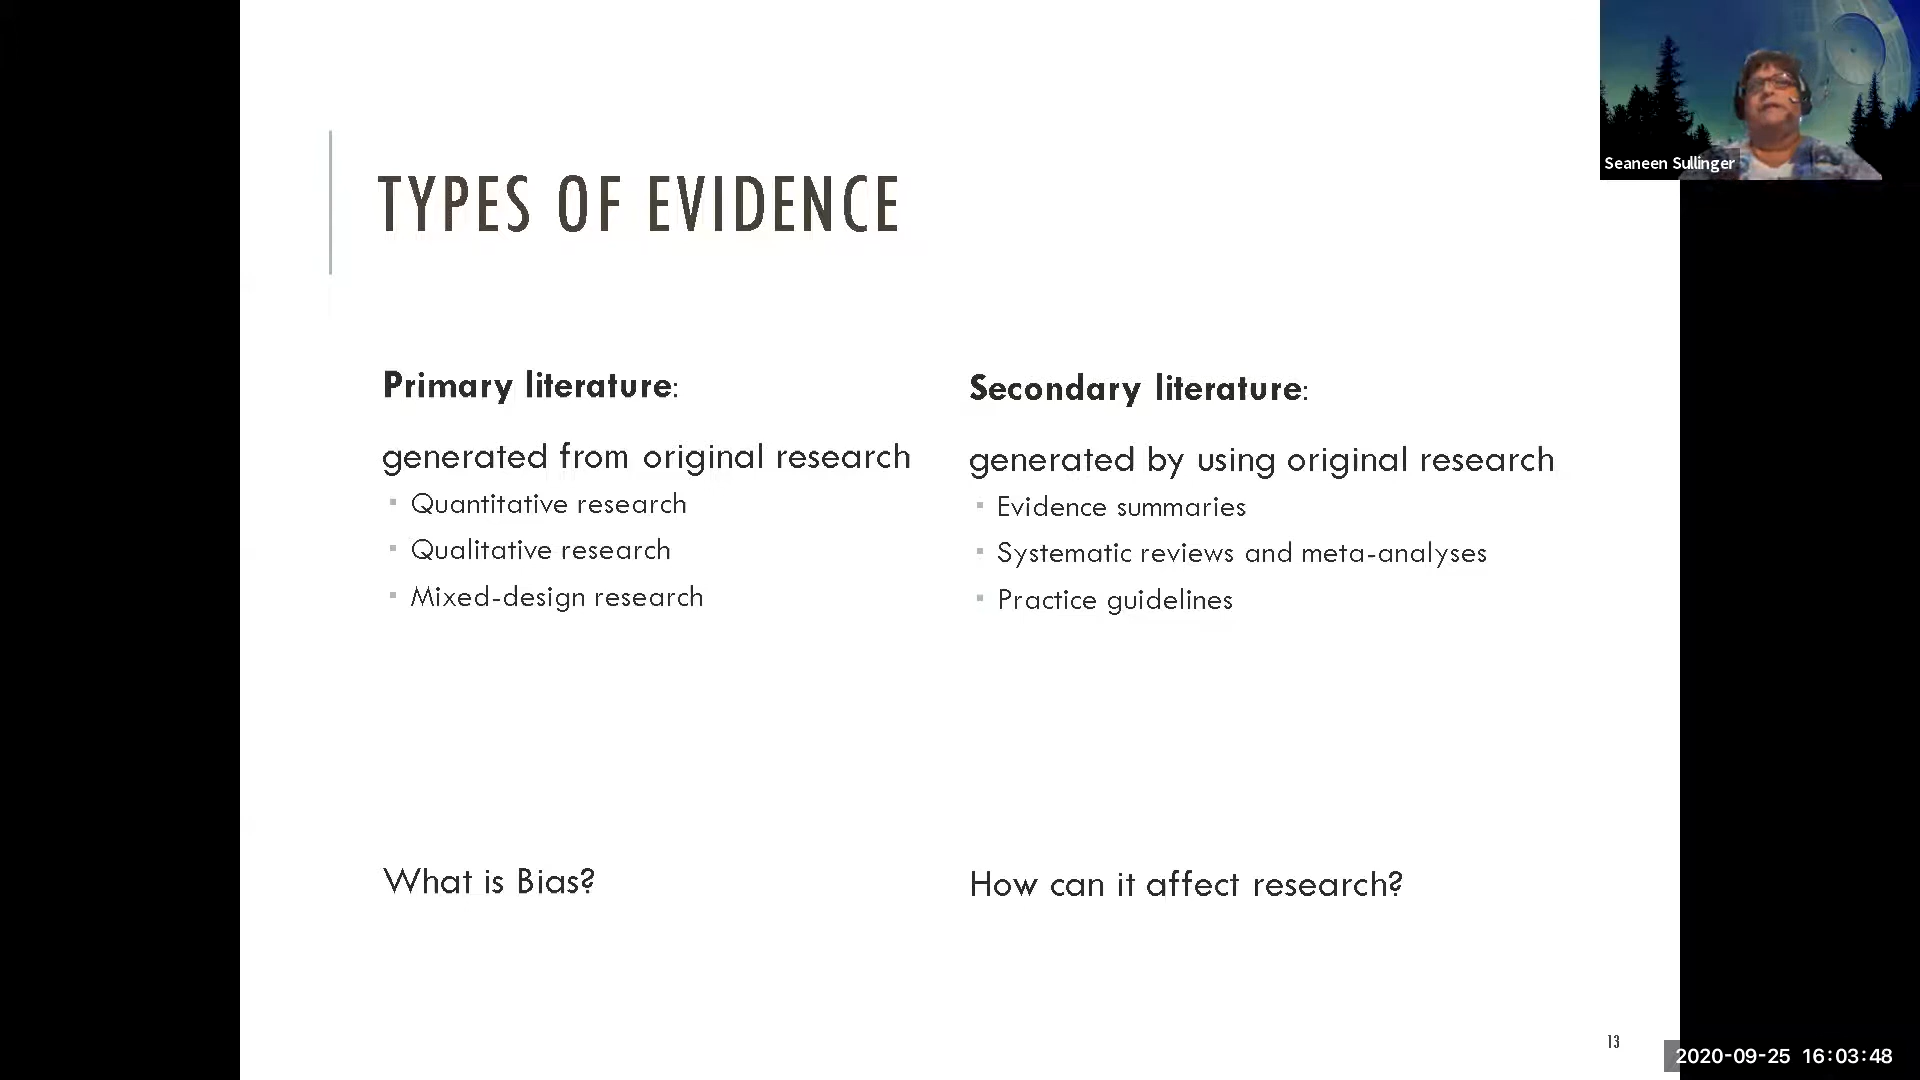 TYPES OF EVIDENCE
Primary literature:
generated from original research
Quantitative research
Qualitative research
Mixed-design research
Secondary literature:
generated by using original research
Evidence summaries
Systematic reviews and meta-analyses
Practice guidelines
What is Bias?
How can it affect research?
13
Seaneen Sullinger
2020-09-25 16:03:48